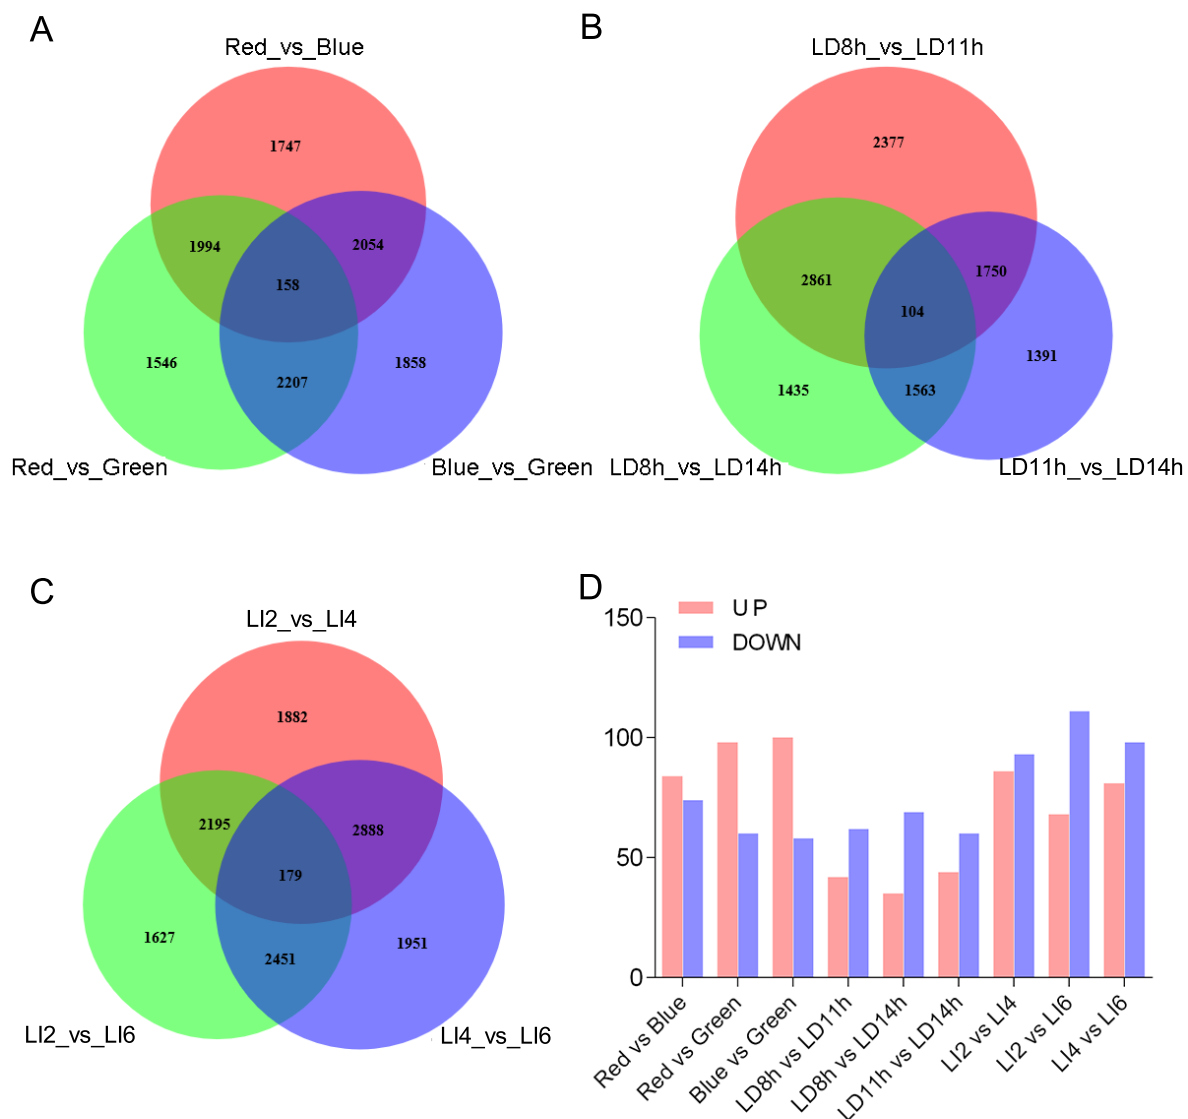 A
Red_vs_Blue
1747
1994
2054
158
1546
2207
1858
Red_vs_Green
Blue_vs_Green
B
LD8h_vs_LD11h
2377
2861
1750
104
1435
1563
1391
LD8h_vs_LD14h
LD11h_vs_LD14h
C
LI2_vs_LI4
1882
2195
2888
179
1627
2451
1951
LI2_vs_LI6
LI4_vs_LI6
D
UP
DOWN
150
100
50
0
Red vs Blue
Red vs Green
Blue vs Green
LD8h vs LD11h
LD8h vs LD14h
LD11h vs LD14h
LI2 vs LI4
LI2 vs LI6
LI4 vs LI6